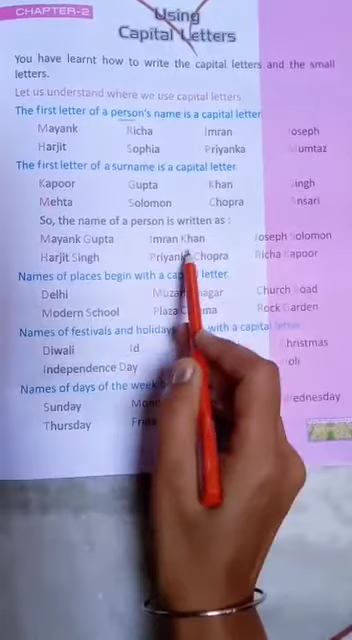 CHAPTER-2
Using
Capital Letters
You have learnt how to write the capital letters and the small
letters.
Let us understand where we use capital letters.
The first letter of a person's name is a capital letter
Mayank Richa Imran Joseph
Harjit Sophia Priyanka Mumtaz
The first letter of a surname is a capital letter
Kapoor Gupta Khan Singh
Mehta Solomon Chopra Ansari
So, the name of a person is written as :
Mayank Gupta Imran Khan Joseph Solomon
Harjit Singh Priyanka Chopra Richa Kapoor
Names of places begin with a capital letter.
Delhi Church Road
Modern School Plaza Cinema Rock Garden
Names of festivals and holidays with a capital letter
Diwali Id Christmas
Independence Day Holi
Names of days of the week
Sunday Wednesday
Thursday